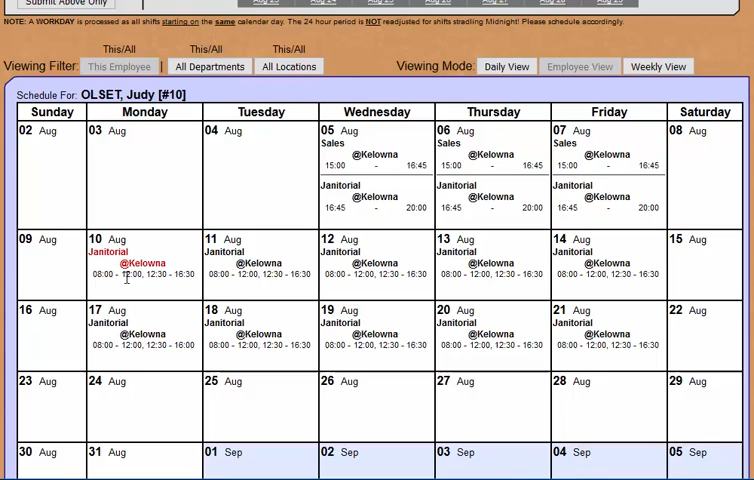 Submit Above Only
NOTE: A WORKDAY is processed as all shifts starting on the same calendar day. The 24 hour period is NOT readjusted for shifts stradling Midnight! Please schedule accordingly.
This/All This/All This/All
Viewing Filter: This Employee | All Departments All Locations Viewing Mode: Daily View Employee View Weekly View
Schedule For: OLSET, Judy [#10]
Sunday Monday Tuesday Wednesday Thursday Friday Saturday
02 Aug 03 Aug 04 Aug 05 Aug 06 Aug 07 Aug 08 Aug
Sales Sales Sales
@Kelowna @Kelowna @Kelowna
15:00 - 16:45 15:00 - 16:45 15:00 - 16:45
Janitorial Janitorial Janitorial
@Kelowna @Kelowna @Kelowna
16:45 - 20:00 16:45 - 20:00 16:45 - 20:00
09 Aug 10 Aug 11 Aug 12 Aug 13 Aug 14 Aug 15 Aug
Janitorial Janitorial Janitorial Janitorial Janitorial
@Kelowna @Kelowna @Kelowna @Kelowna @Kelowna
08:00 - 12:00, 12:30 - 16:30 08:00 - 12:00, 12:30 - 16:30 08:00 - 12:00, 12:30 - 16:30 08:00 - 12:00, 12:30 - 16:30 08:00 - 12:00, 12:30 - 16:30
16 Aug 17 Aug 18 Aug 19 Aug 20 Aug 21 Aug 22 Aug
Janitorial Janitorial Janitorial Janitorial Janitorial
@Kelowna @Kelowna @Kelowna @Kelowna @Kelowna
08:00 - 12:00, 12:30 - 16:00 08:00 - 12:00, 12:30 - 16:30 08:00 - 12:00, 12:30 - 16:30 08:00 - 12:00, 12:30 - 16:30 08:00 - 12:00, 12:30 - 16:30
23 Aug 24 Aug 25 Aug 26 Aug 27 Aug 28 Aug 29 Aug
30 Aug 31 Aug 01 Sep 02 Sep 03 Sep 04 Sep 05 Sep